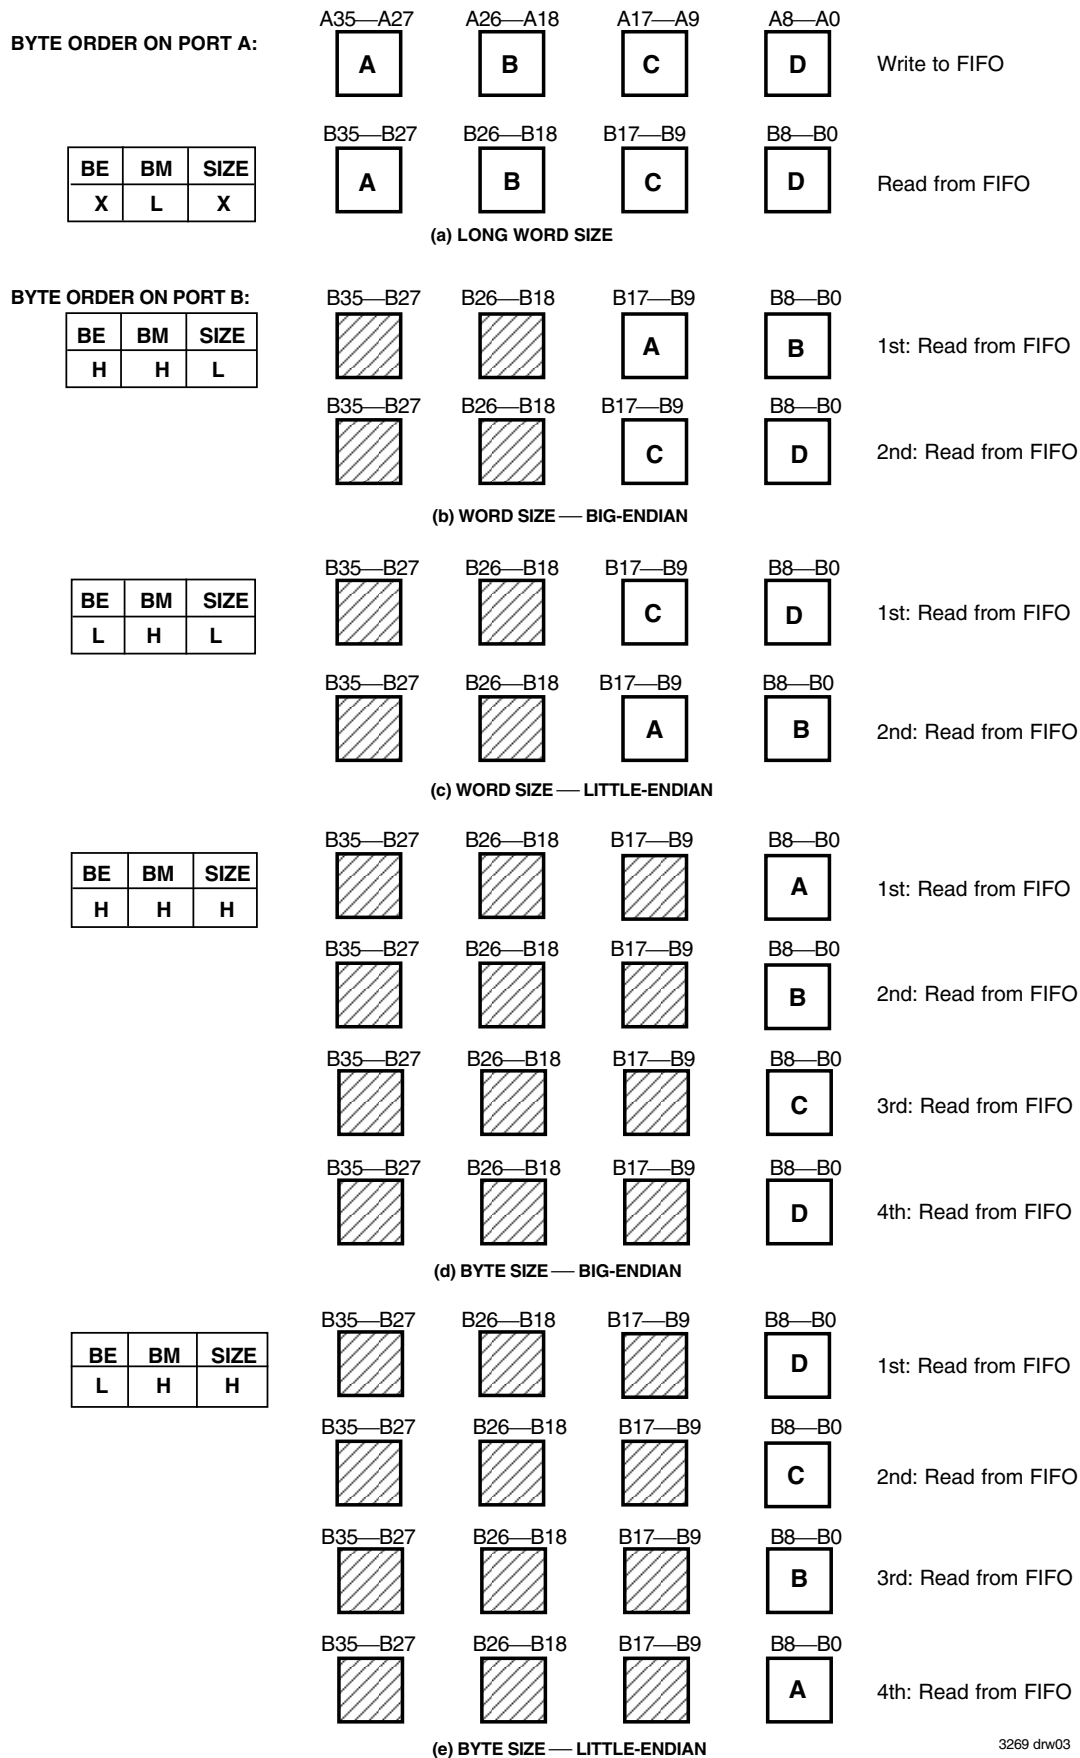 A35—A27 A26—A18 A17—A9 A8—A0
BYTE ORDER ON PORT A:
A B C D Write to FIFO
B35—B27 B26—B18 B17—B9 B8—B0
BE BM SIZE
A B C D Read from FIFO
X L X
(a) LONG WORD SIZE
BYTE ORDER ON PORT B:
B35—B27 B26—B18 B17—B9 B8—B0
BE BM SIZE
A B 1st: Read from FIFO
H H L
B35—B27 B26—B18 B17—B9 B8—B0
C D 2nd: Read from FIFO
(b) WORD SIZE — BIG-ENDIAN
B35—B27 B26—B18 B17—B9 B8—B0
BE BM SIZE
C D 1st: Read from FIFO
L H L
B35—B27 B26—B18 B17—B9 B8—B0
A B 2nd: Read from FIFO
(c) WORD SIZE — LITTLE-ENDIAN
B35—B27 B26—B18 B17—B9 B8—B0
BE BM SIZE
A 1st: Read from FIFO
H H H
B35—B27 B26—B18 B17—B9 B8—B0
B 2nd: Read from FIFO
B35—B27 B26—B18 B17—B9 B8—B0
C 3rd: Read from FIFO
B35—B27 B26—B18 B17—B9 B8—B0
D 4th: Read from FIFO
(d) BYTE SIZE — BIG-ENDIAN
B35—B27 B26—B18 B17—B9 B8—B0
BE BM SIZE
D 1st: Read from FIFO
L H H
B35—B27 B26—B18 B17—B9 B8—B0
C 2nd: Read from FIFO
B35—B27 B26—B18 B17—B9 B8—B0
B 3rd: Read from FIFO
B35—B27 B26—B18 B17—B9 B8—B0
A 4th: Read from FIFO
(e) BYTE SIZE — LITTLE-ENDIAN
3269 drw03